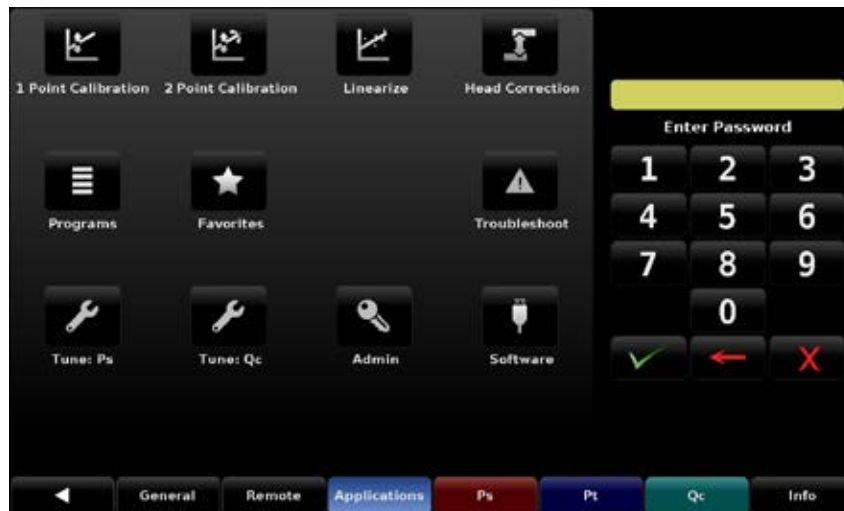 1 Point Calibration 2 Point Calibration Linearize Head Correction
Enter Password
1 2 3
Programs Favorites Troubleshoot
4 5 6
7 8 9
0
Tune: Ps Tune: Qc Admin Software
X
General Remote Applications Ps Pt Qc Info